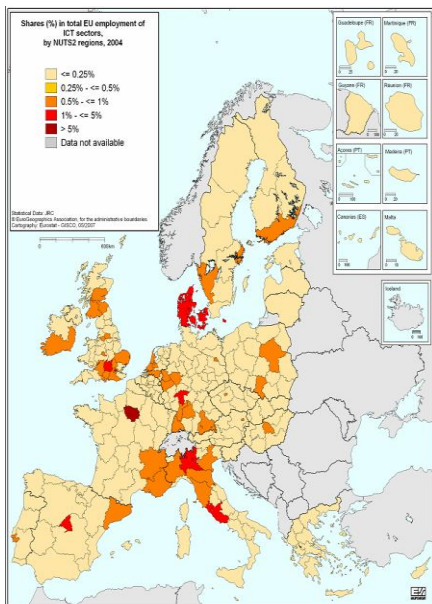 Shares (%) in total EU employment of
ICT sectors,
by NUTS2 regions, 2004
<= 0.25%
0.25% - <= 0.5%
0.5% - <= 1%
1% - <= 5%
> 5%
Data not available
Statistical Data: JRC
© EuroGeographics Association, for the administrative boundaries
Cartography: Eurostat - GISCO, 05/2007
Guadeloupe (FR)
Martinique (FR)
Guyane (FR)
Réunion (FR)
Açores (PT)
Madeira (PT)
Canarias (ES)
Malta
Iceland